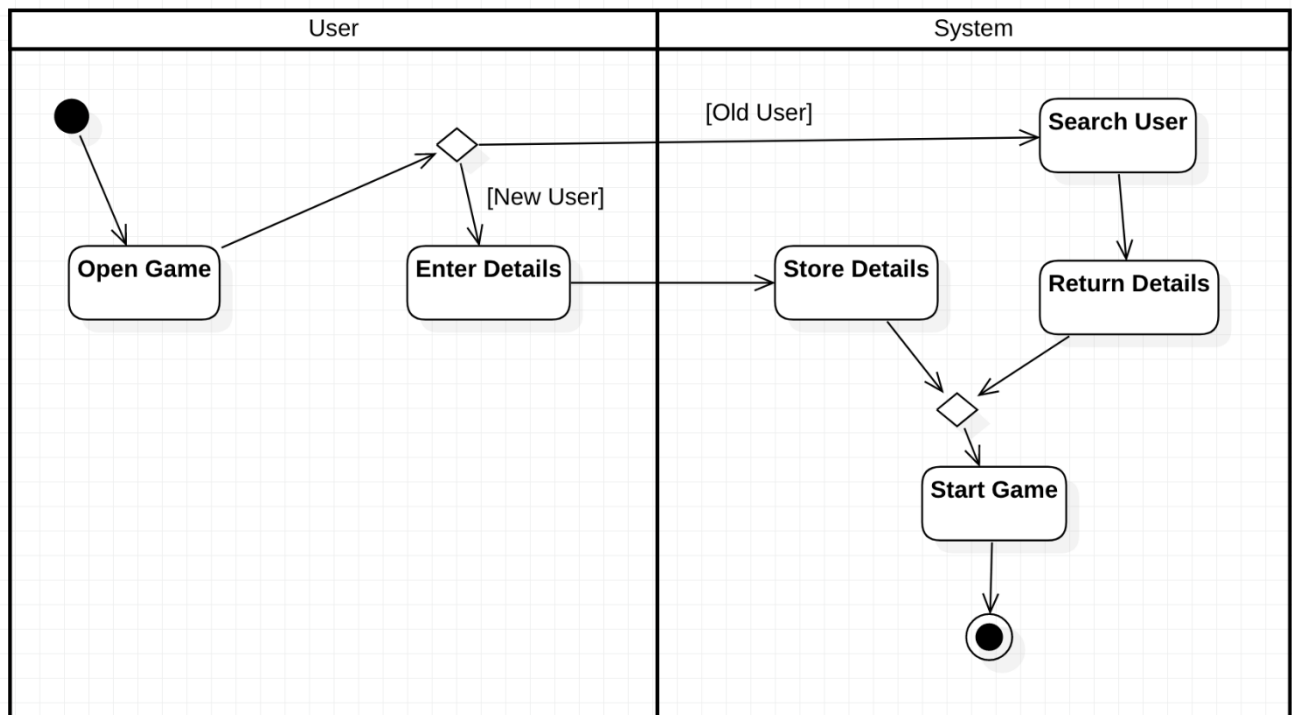 User
System
[Old User]
Search User
[New User]
Open Game
Enter Details
Store Details
Return Details
Start Game